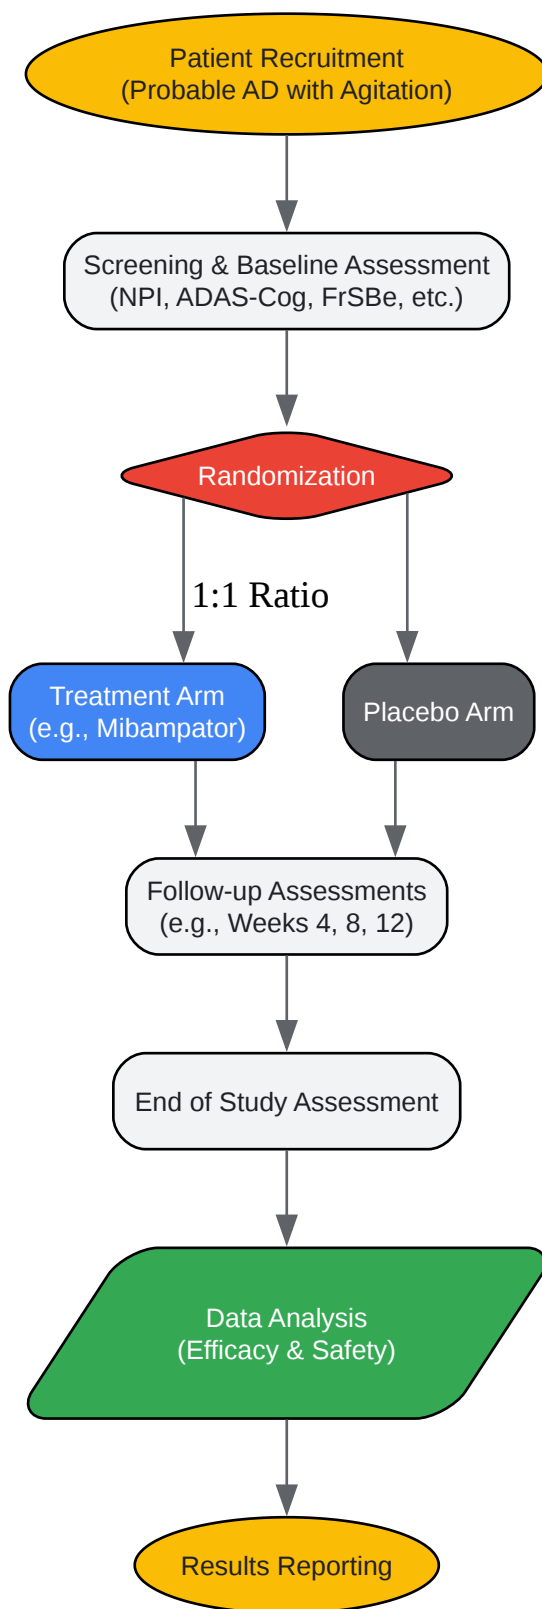 Patient Recruitment
(Probable AD with Agitation)
Screening & Baseline Assessment
(NPI, ADAS-Cog, FrSBe, etc.)
Randomization
1:1 Ratio
Treatment Arm
(e.g., Mibampator)
Placebo Arm
Follow-up Assessments
(e.g., Weeks 4, 8, 12)
End of Study Assessment
Data Analysis
(Efficacy & Safety)
Results Reporting